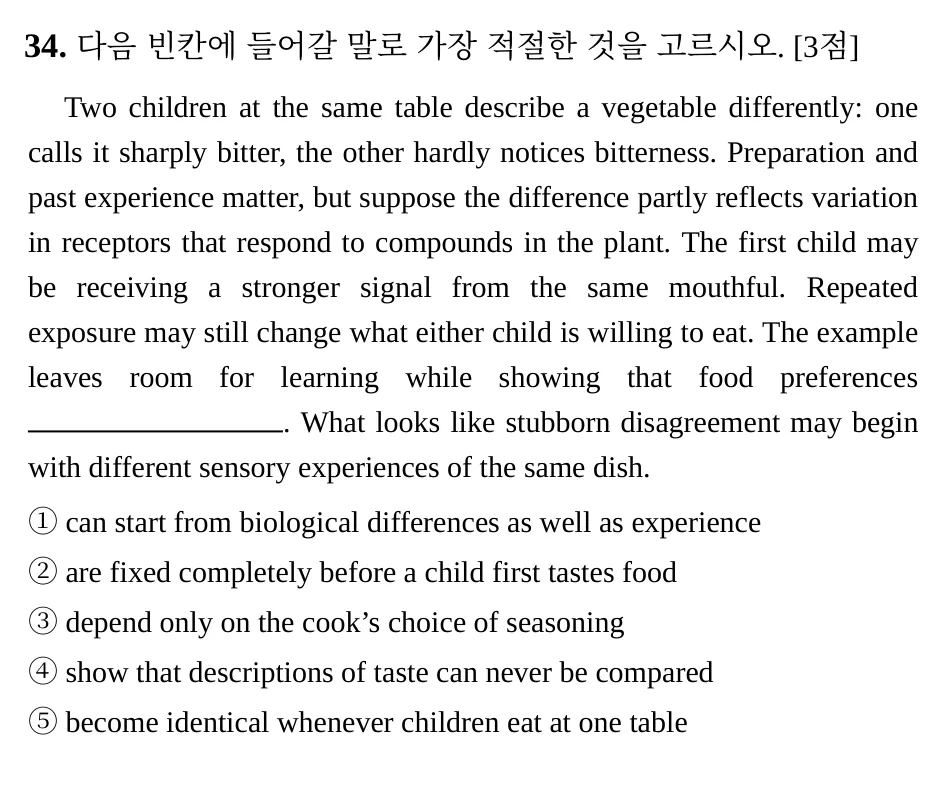 34. 다음 빈칸에 들어갈 말로 가장 적절한 것을 고르시오. [3점]
Two children at the same table describe a vegetable differently: one
calls it sharply bitter, the other hardly notices bitterness. Preparation and
past experience matter, but suppose the difference partly reflects variation
in receptors that respond to compounds in the plant. The first child may
be receiving a stronger signal from the same mouthful. Repeated
exposure may still change what either child is willing to eat. The example
leaves room for learning while showing that food preferences
_________________. What looks like stubborn disagreement may begin
with different sensory experiences of the same dish.
① can start from biological differences as well as experience
② are fixed completely before a child first tastes food
③ depend only on the cook’s choice of seasoning
④ show that descriptions of taste can never be compared
⑤ become identical whenever children eat at one table